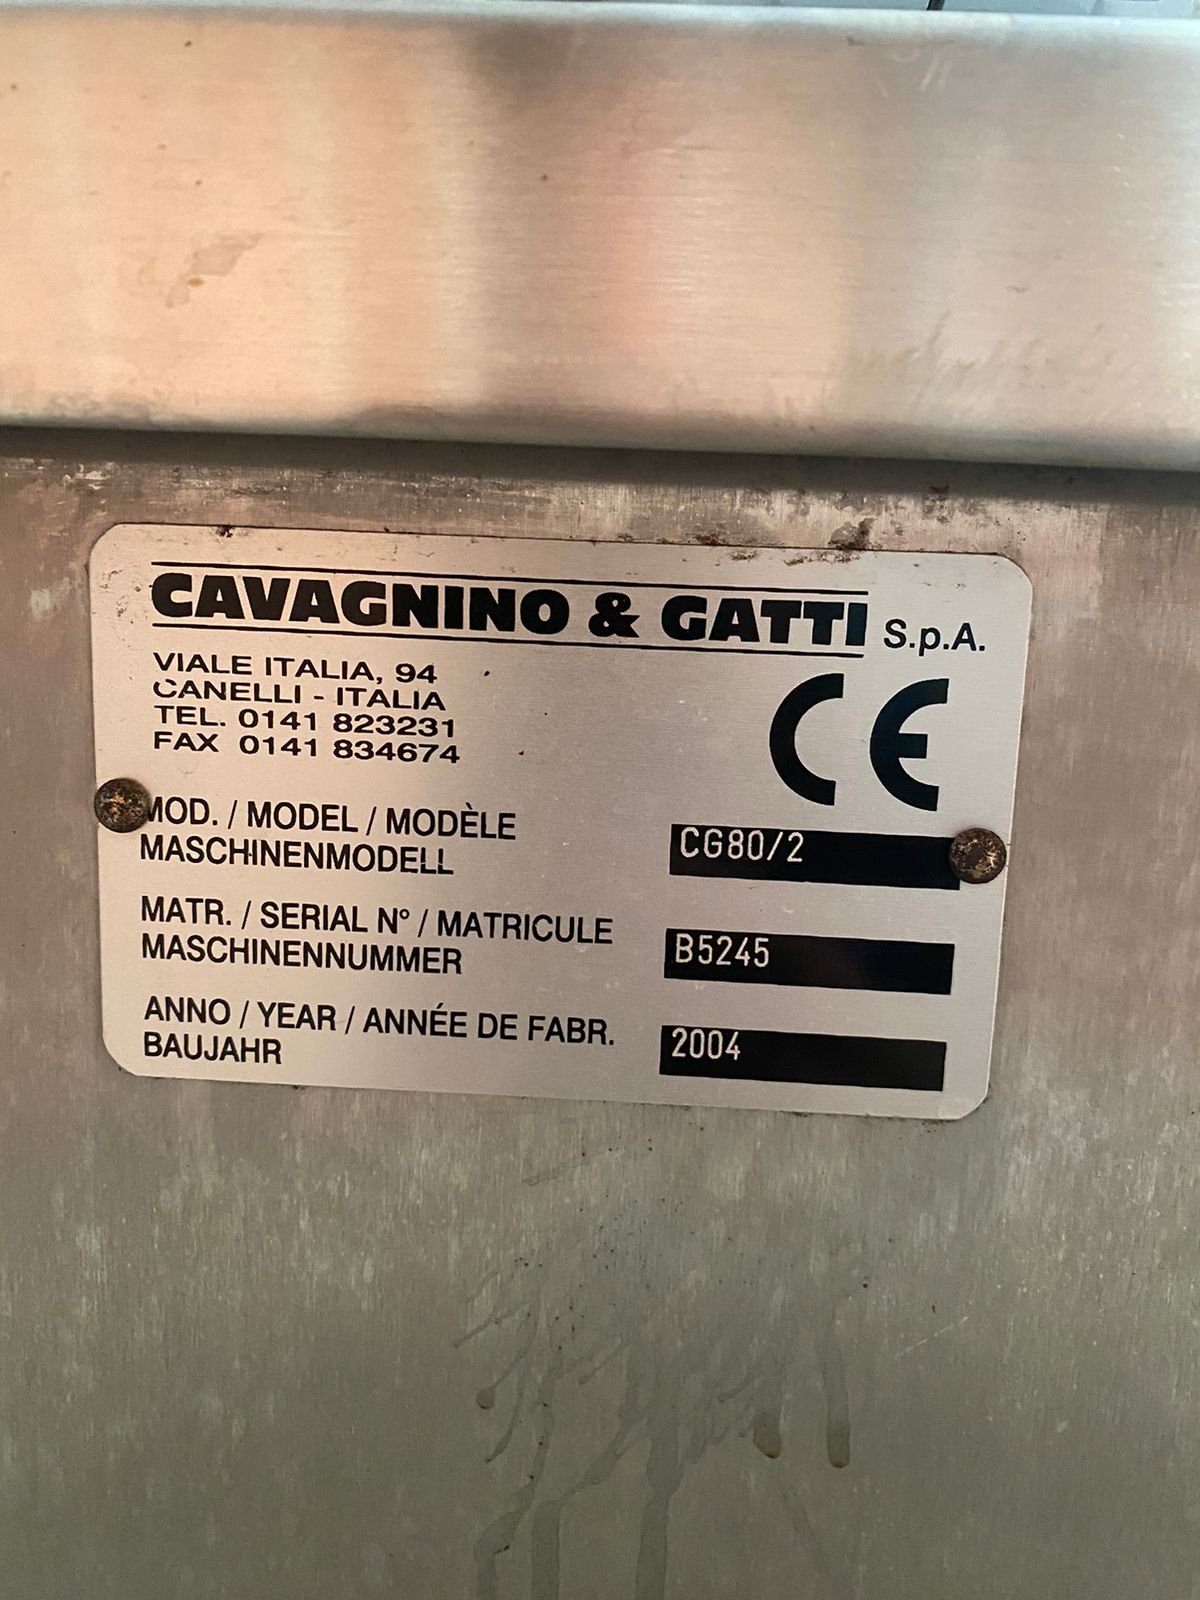 CAVAGNINO & GATTI S.p.A.
VIALE ITALIA, 94
CANELLI - ITALIA
TEL. 0141 823231
FAX 0141 834674
CE
MOD. / MODEL / MODÈLE
MASCHINENMODELL
CG80/2
MATR. / SERIAL N° / MATRICULE
MASCHINENNUMMER
B5245
ANNO / YEAR / ANNÉE DE FABR.
BAUJAHR
2004